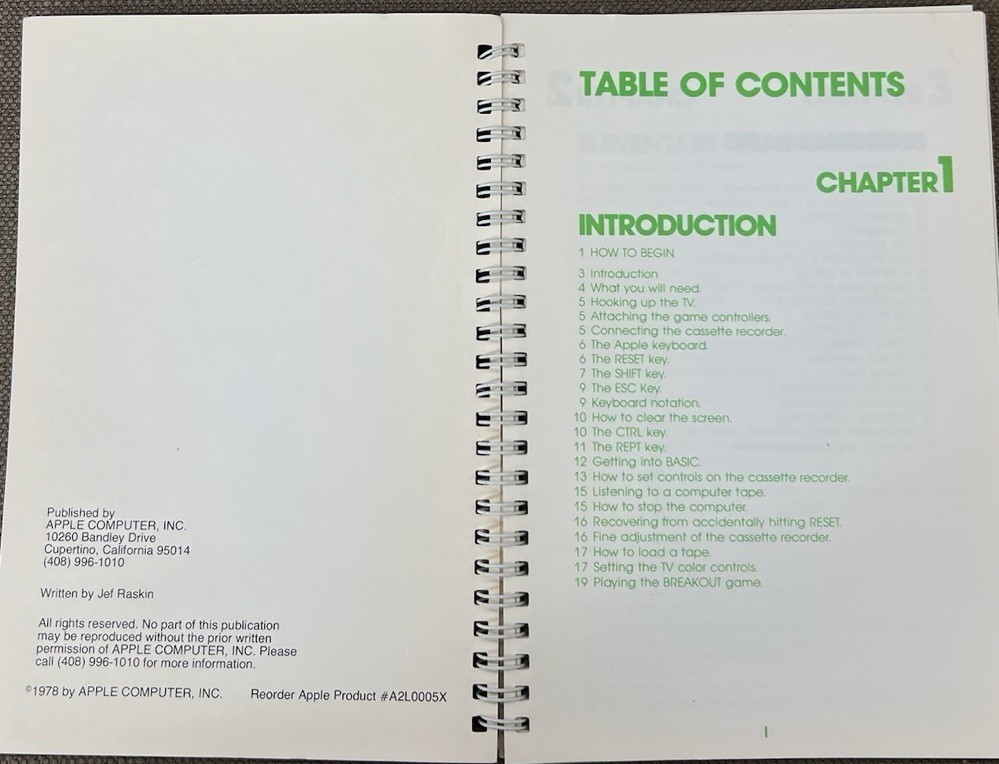 Published by
APPLE COMPUTER, INC.
10260 Bandley Drive
Cupertino, California 95014
(408) 996-1010
Written by Jef Raskin
All rights reserved. No part of this publication
may be reproduced without the prior written
permission of APPLE COMPUTER, INC. Please
call (408) 996-1010 for more information.
©1978 by APPLE COMPUTER, INC. Reorder Apple Product #A2L0005X
TABLE OF CONTENTS
CHAPTER 1
INTRODUCTION
1 HOW TO BEGIN
3 Introduction
4 What you will need.
5 Hooking up the TV.
5 Attaching the game controllers.
5 Connecting the cassette recorder.
6 The Apple keyboard.
6 The RESET key.
7 The SHIFT key.
9 The ESC Key.
9 Keyboard notation.
10 How to clear the screen.
10 The CTRL key.
11 The REPT key.
12 Getting into BASIC.
13 How to set controls on the cassette recorder.
15 Listening to a computer tape.
15 How to stop the computer.
16 Recovering from accidentally hitting RESET.
16 Fine adjustment of the cassette recorder.
17 How to load a tape.
17 Setting the TV color controls.
19 Playing the BREAKOUT game.
I